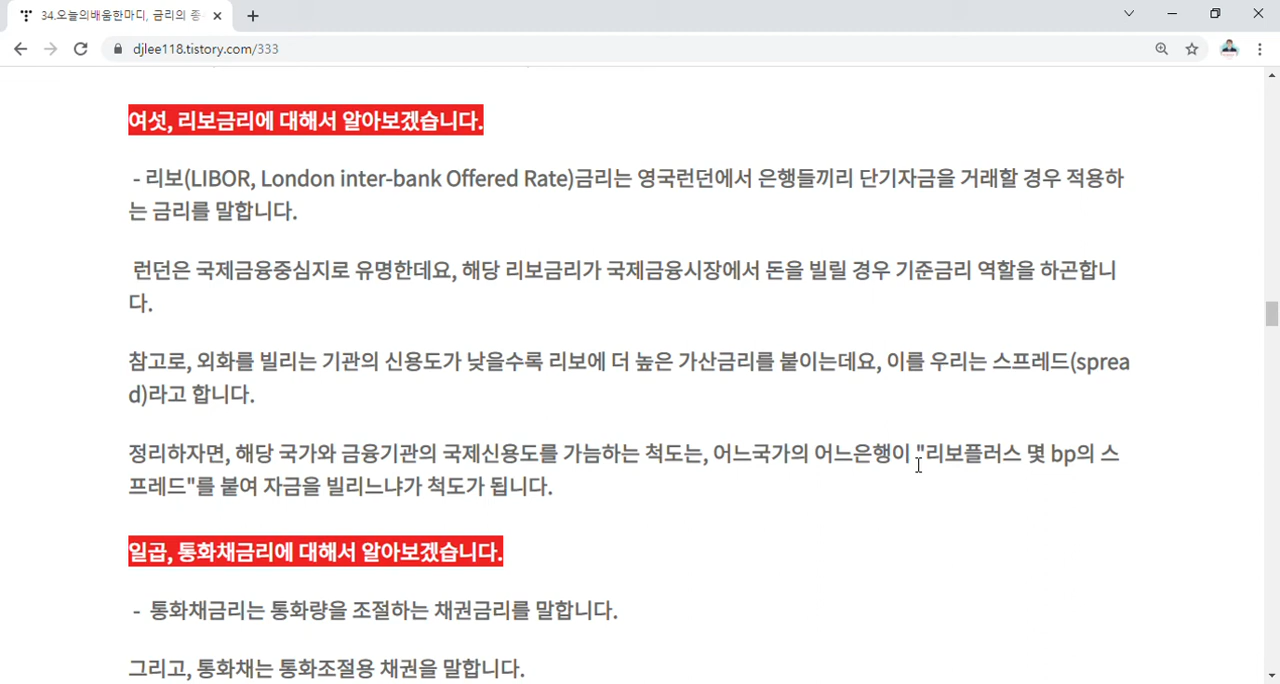 34.오늘의배움한마디, 금리의 종
djlee118.tistory.com/333
여섯, 리보금리에 대해서 알아보겠습니다.
- 리보(LIBOR, London inter-bank Offered Rate)금리는 영국런던에서 은행들끼리 단기자금을 거래할 경우 적용하
는 금리를 말합니다.
런던은 국제금융중심지로 유명한데요, 해당 리보금리가 국제금융시장에서 돈을 빌릴 경우 기준금리 역할을 하곤합니
다.
참고로, 외화를 빌리는 기관의 신용도가 낮을수록 리보에 더 높은 가산금리를 붙이는데요, 이를 우리는 스프레드(sprea
d)라고 합니다.
정리하자면, 해당 국가와 금융기관의 국제신용도를 가늠하는 척도는, 어느국가의 어느은행이 "리보플러스 몇 bp의 스
프레드"를 붙여 자금을 빌리느냐가 척도가 됩니다.
일곱, 통화채금리에 대해서 알아보겠습니다.
- 통화채금리는 통화량을 조절하는 채권금리를 말합니다.
그리고, 통화채는 통화조절용 채권을 말합니다.